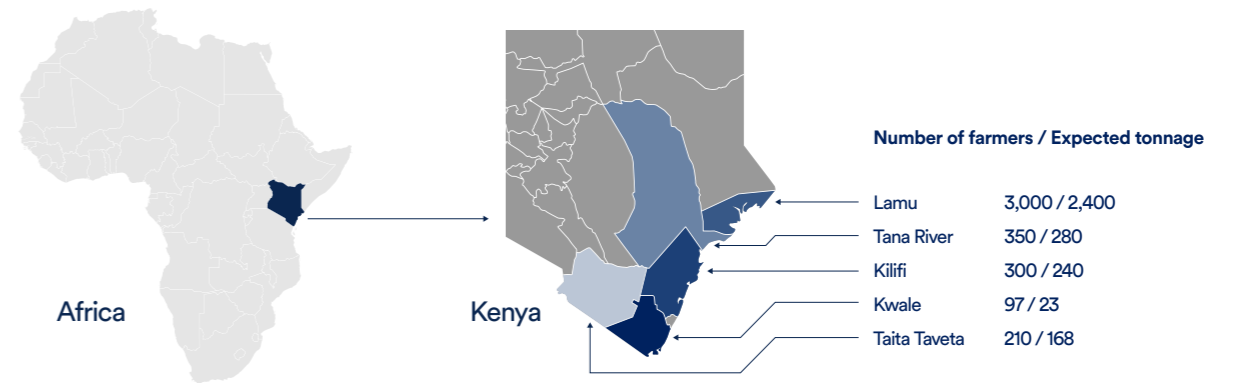 Africa
Kenya
Number of farmers / Expected tonnage
Lamu 3,000 / 2,400
Tana River 350 / 280
Kilifi 300 / 240
Kwale 97 / 23
Taita Taveta 210 / 168